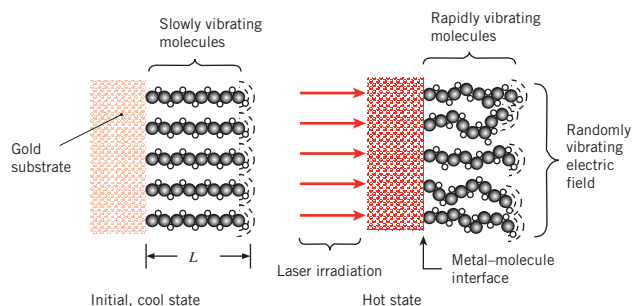 Slowly vibrating
molecules
Rapidly vibrating
molecules
Gold
substrate
Randomly
vibrating
electric
field
L
Laser irradiation
Metal–molecule
interface
Initial, cool state
Hot state